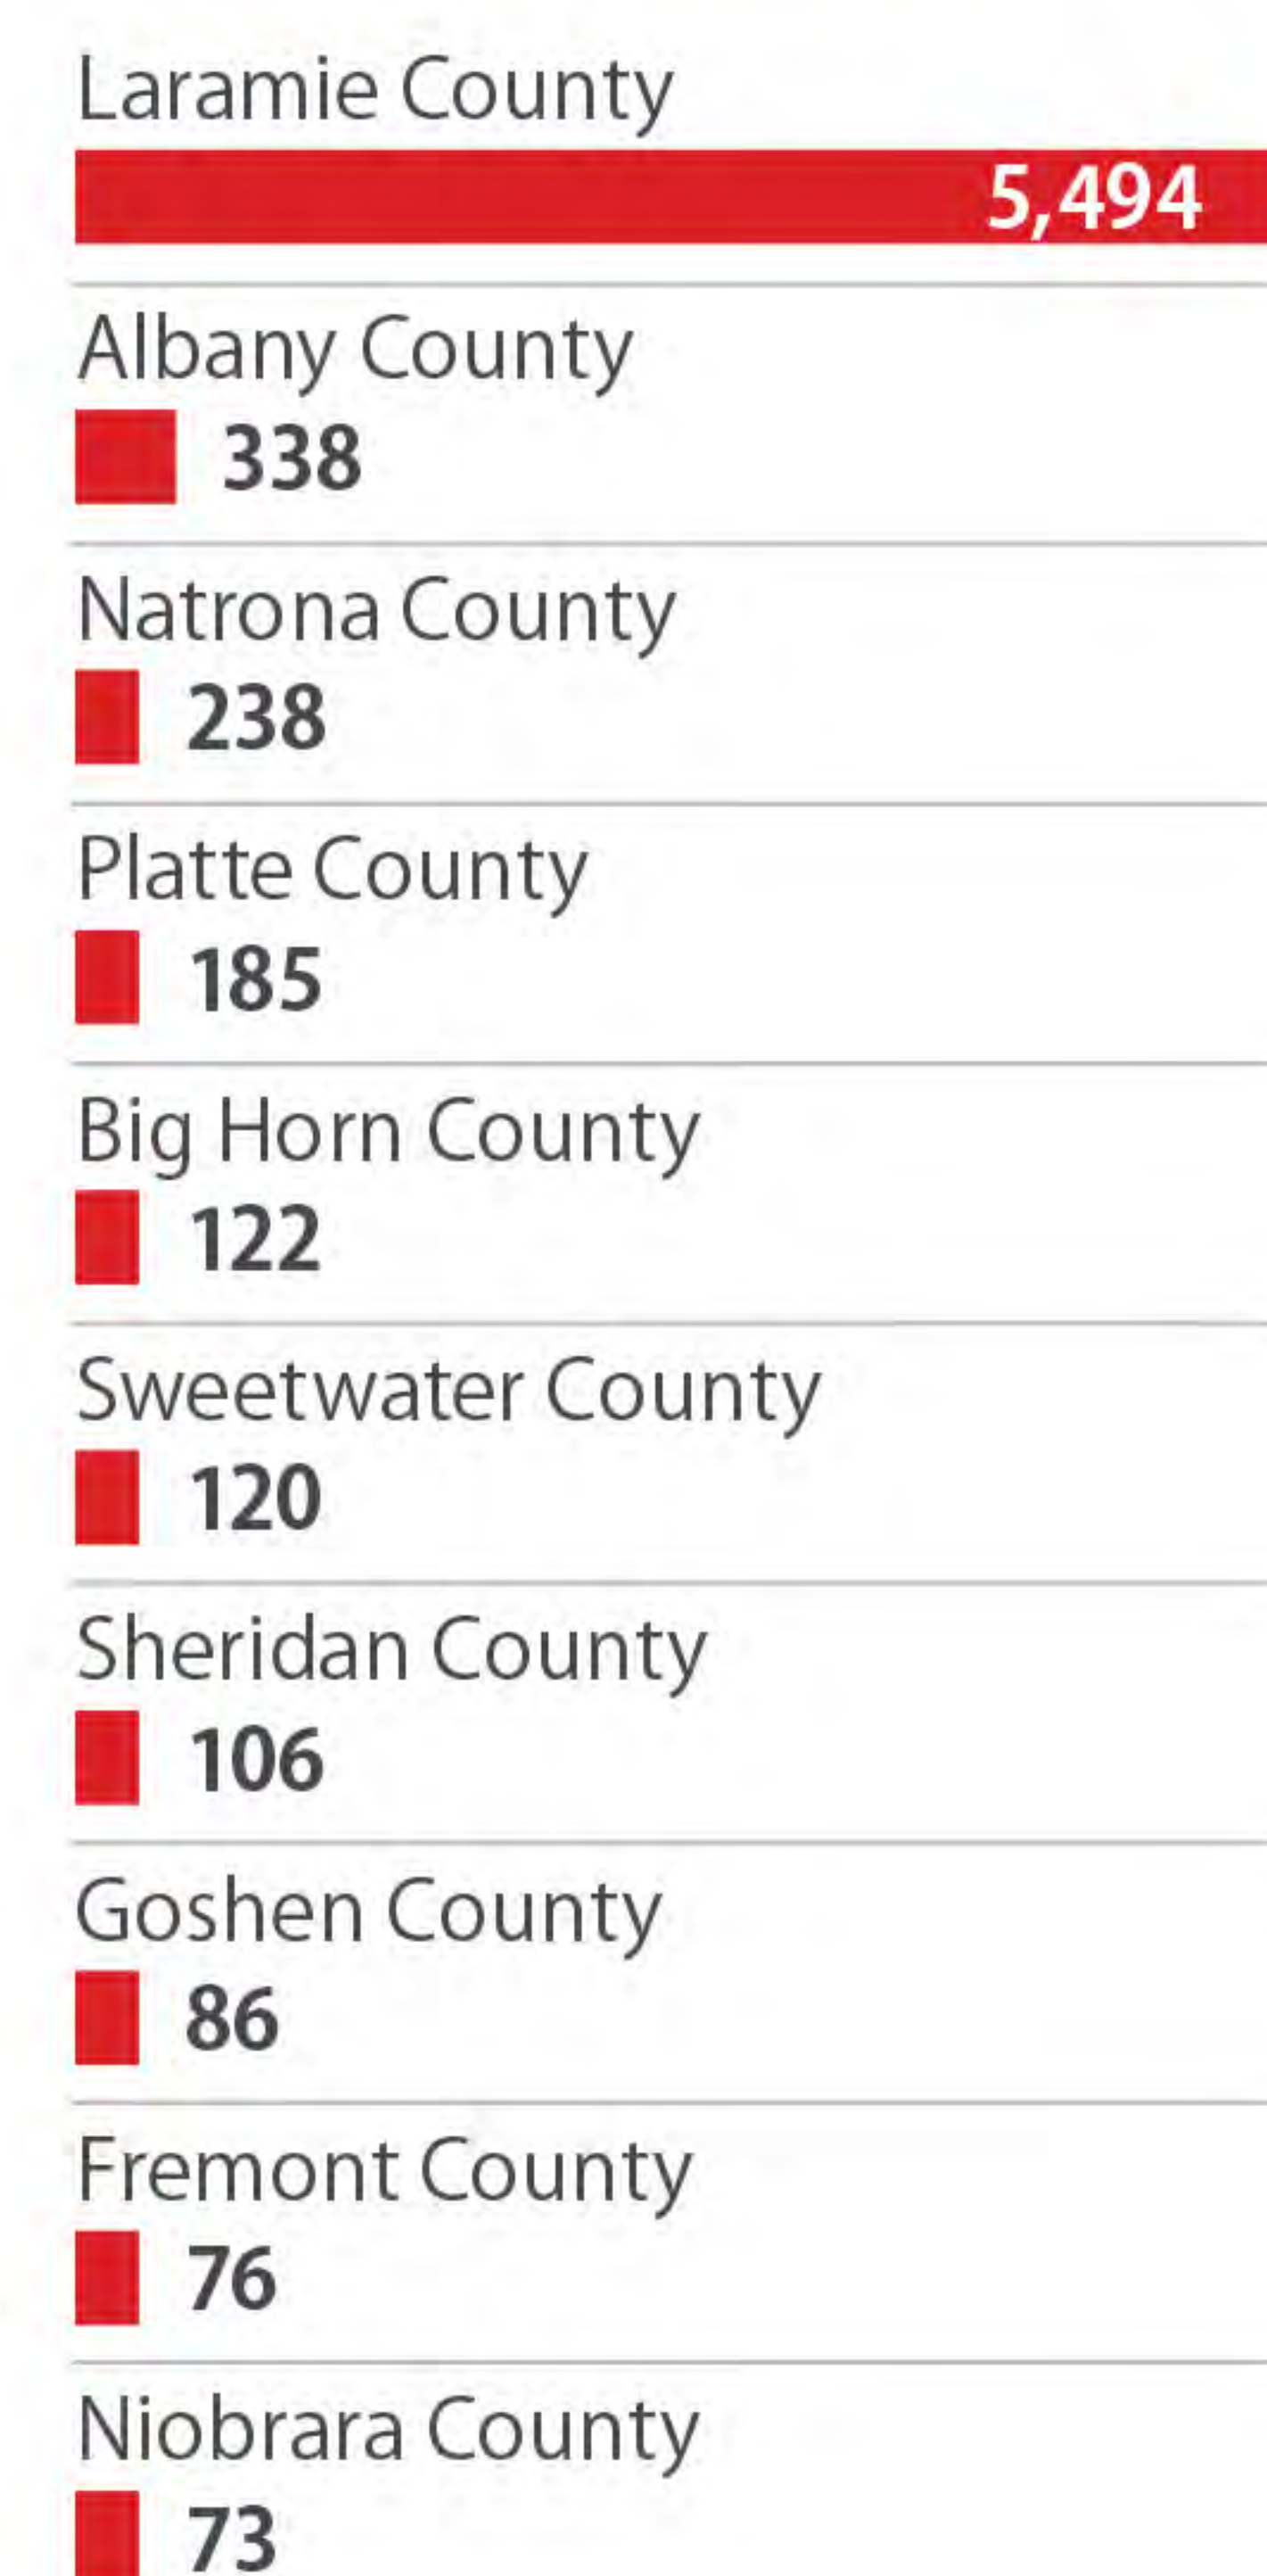 Laramie County
5,494
Albany County
338
Natrona County
238
Platte County
185
Big Horn County
122
Sweetwater County
120
Sheridan County
106
Goshen County
86
Fremont County
76
Niobrara County
73